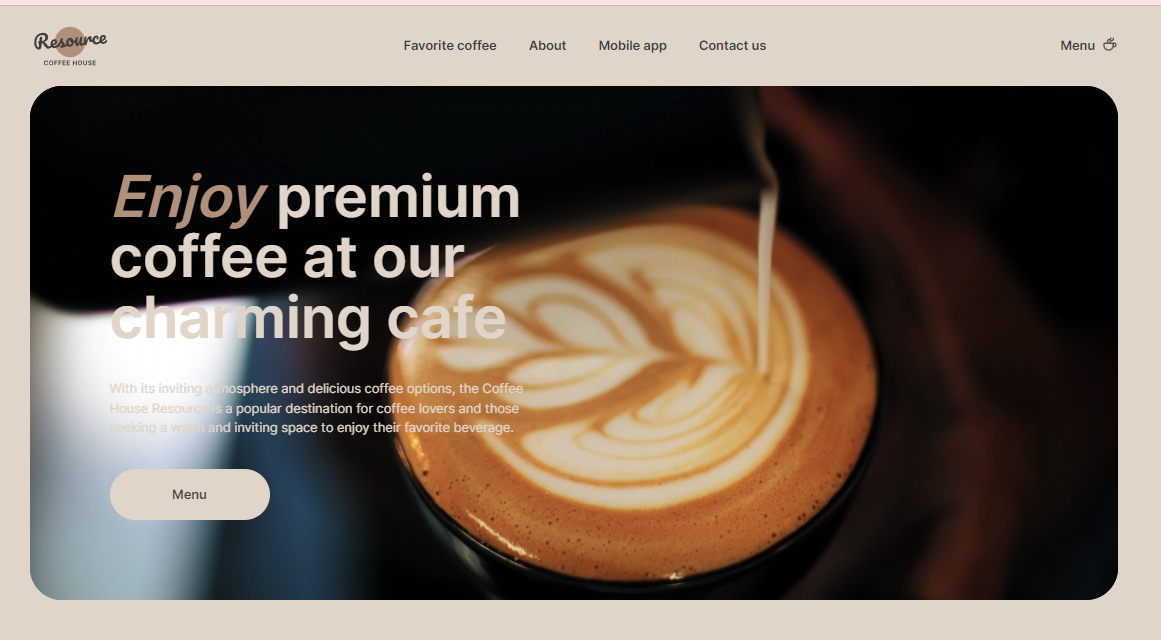 Resource
COFFEE HOUSE
Favorite coffee
About
Mobile app
Contact us
Menu
Enjoy premium
coffee at our
charming cafe
With its inviting atmosphere and delicious coffee options, the Coffee
House Resource is a popular destination for coffee lovers and those
seeking a warm and inviting space to enjoy their favorite beverage.
Menu